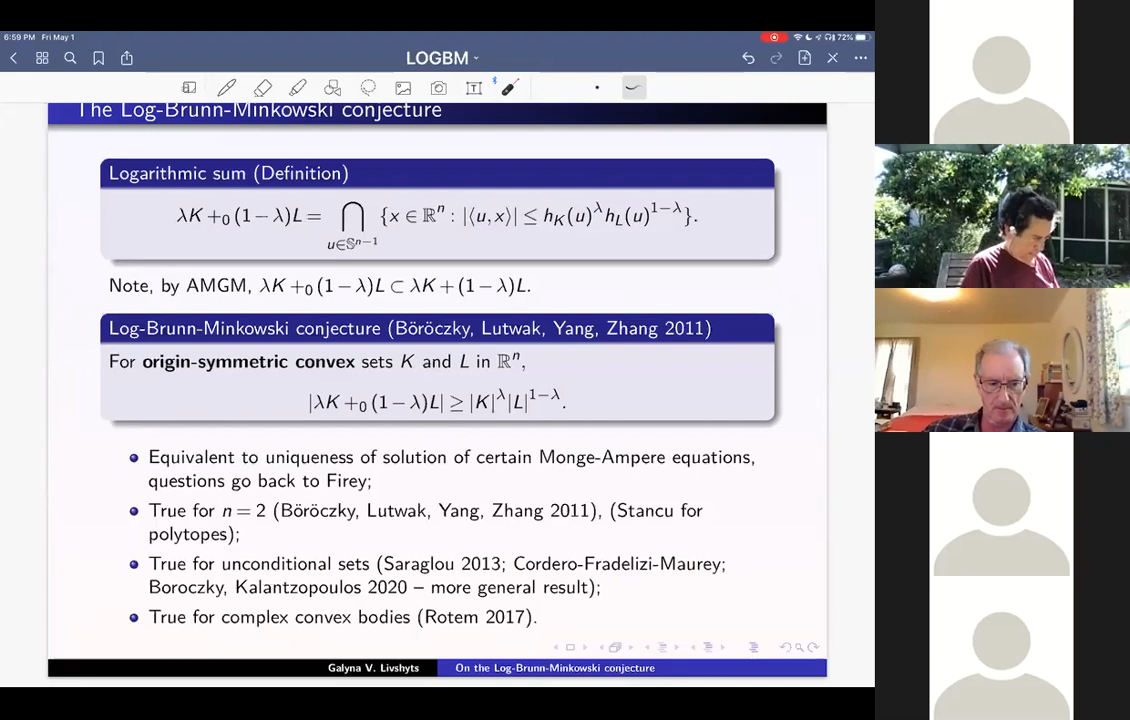 6:59 PM Fri May 1
72%
LOGBM
The Log-Brunn-Minkowski conjecture
Logarithmic sum (Definition)
λK +₀ (1 − λ)L = ⋂_{u∈𝕊ⁿ⁻¹} {x ∈ ℝⁿ : |⟨u, x⟩| ≤ h_K(u)^λ h_L(u)^{1−λ}}.
Note, by AMGM, λK +₀ (1 − λ)L ⊂ λK + (1 − λ)L.
Log-Brunn-Minkowski conjecture (Böröczky, Lutwak, Yang, Zhang 2011)
For origin-symmetric convex sets K and L in ℝⁿ,
|λK +₀ (1 − λ)L| ≥ |K|^λ |L|^{1−λ}.
Equivalent to uniqueness of solution of certain Monge-Ampere equations,
questions go back to Firey;
True for n = 2 (Böröczky, Lutwak, Yang, Zhang 2011), (Stancu for
polytopes);
True for unconditional sets (Saraglou 2013; Cordero-Fradelizi-Maurey;
Boroczky, Kalantzopoulos 2020 – more general result);
True for complex convex bodies (Rotem 2017).
Galyna V. Livshyts
On the Log-Brunn-Minkowski conjecture